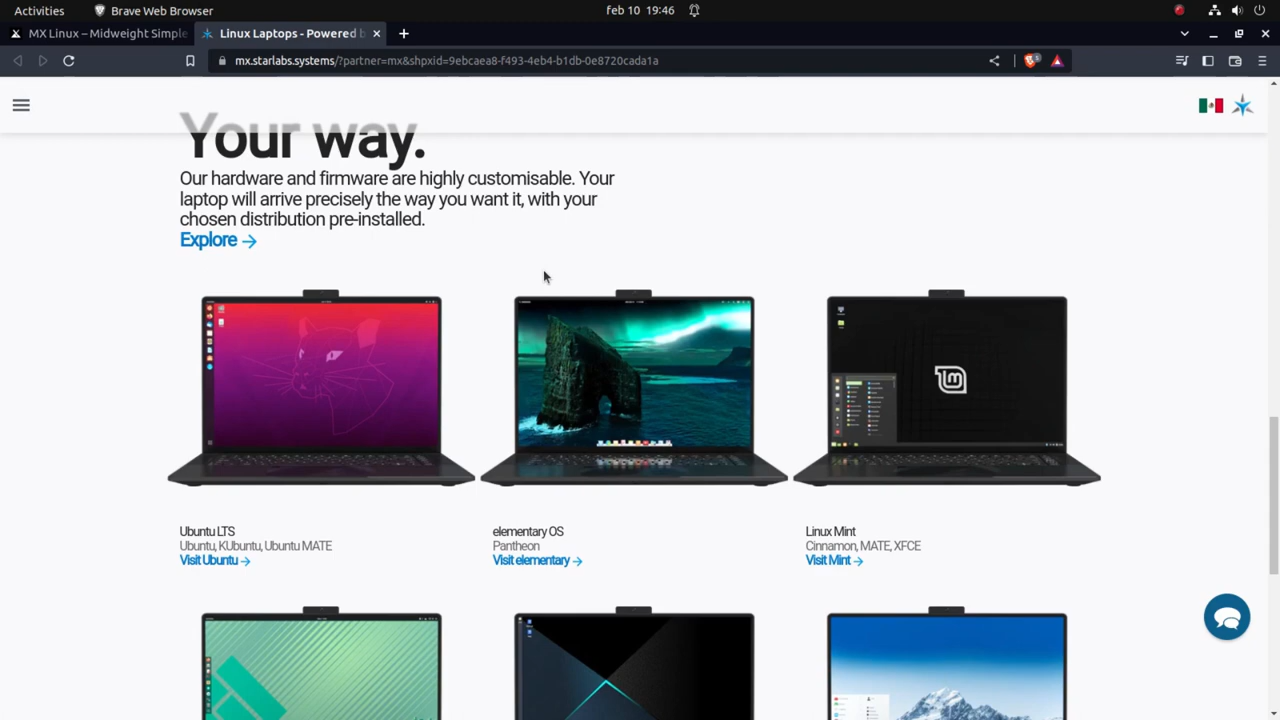 Activities
Brave Web Browser
feb 10 19:46
MX Linux – Midweight Simple
Linux Laptops - Powered b
mx.starlabs.systems/?partner=mx&shpxid=9ebcaea8-f493-4eb4-b1db-0e8720cada1a
1
Your way.
Our hardware and firmware are highly customisable. Your
laptop will arrive precisely the way you want it, with your
chosen distribution pre-installed.
Explore →
Ubuntu LTS
Ubuntu, KUbuntu, Ubuntu MATE
Visit Ubuntu →
elementary OS
Pantheon
Visit elementary →
Linux Mint
Cinnamon, MATE, XFCE
Visit Mint →